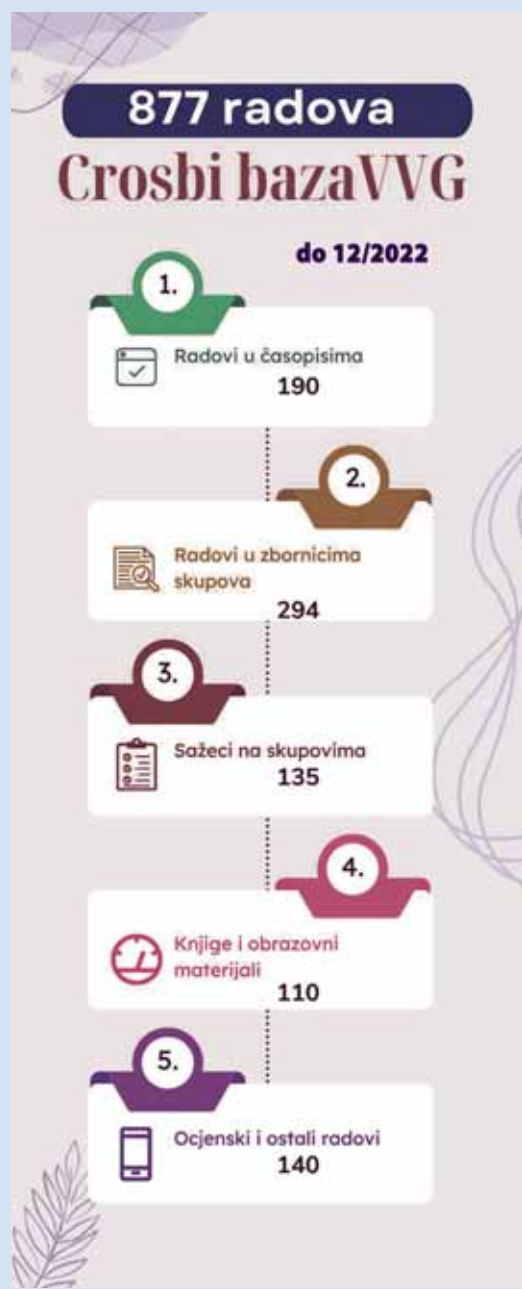 877 radova
Crosbi bazaVVG
do 12/2022
1.
Radovi u časopisima
190
2.
Radovi u zbornicima
skupova
294
3.
Sažeci na skupovima
135
4.
Knjige i obrazovni
materijali
110
5.
Ocjenski i ostali radovi
140